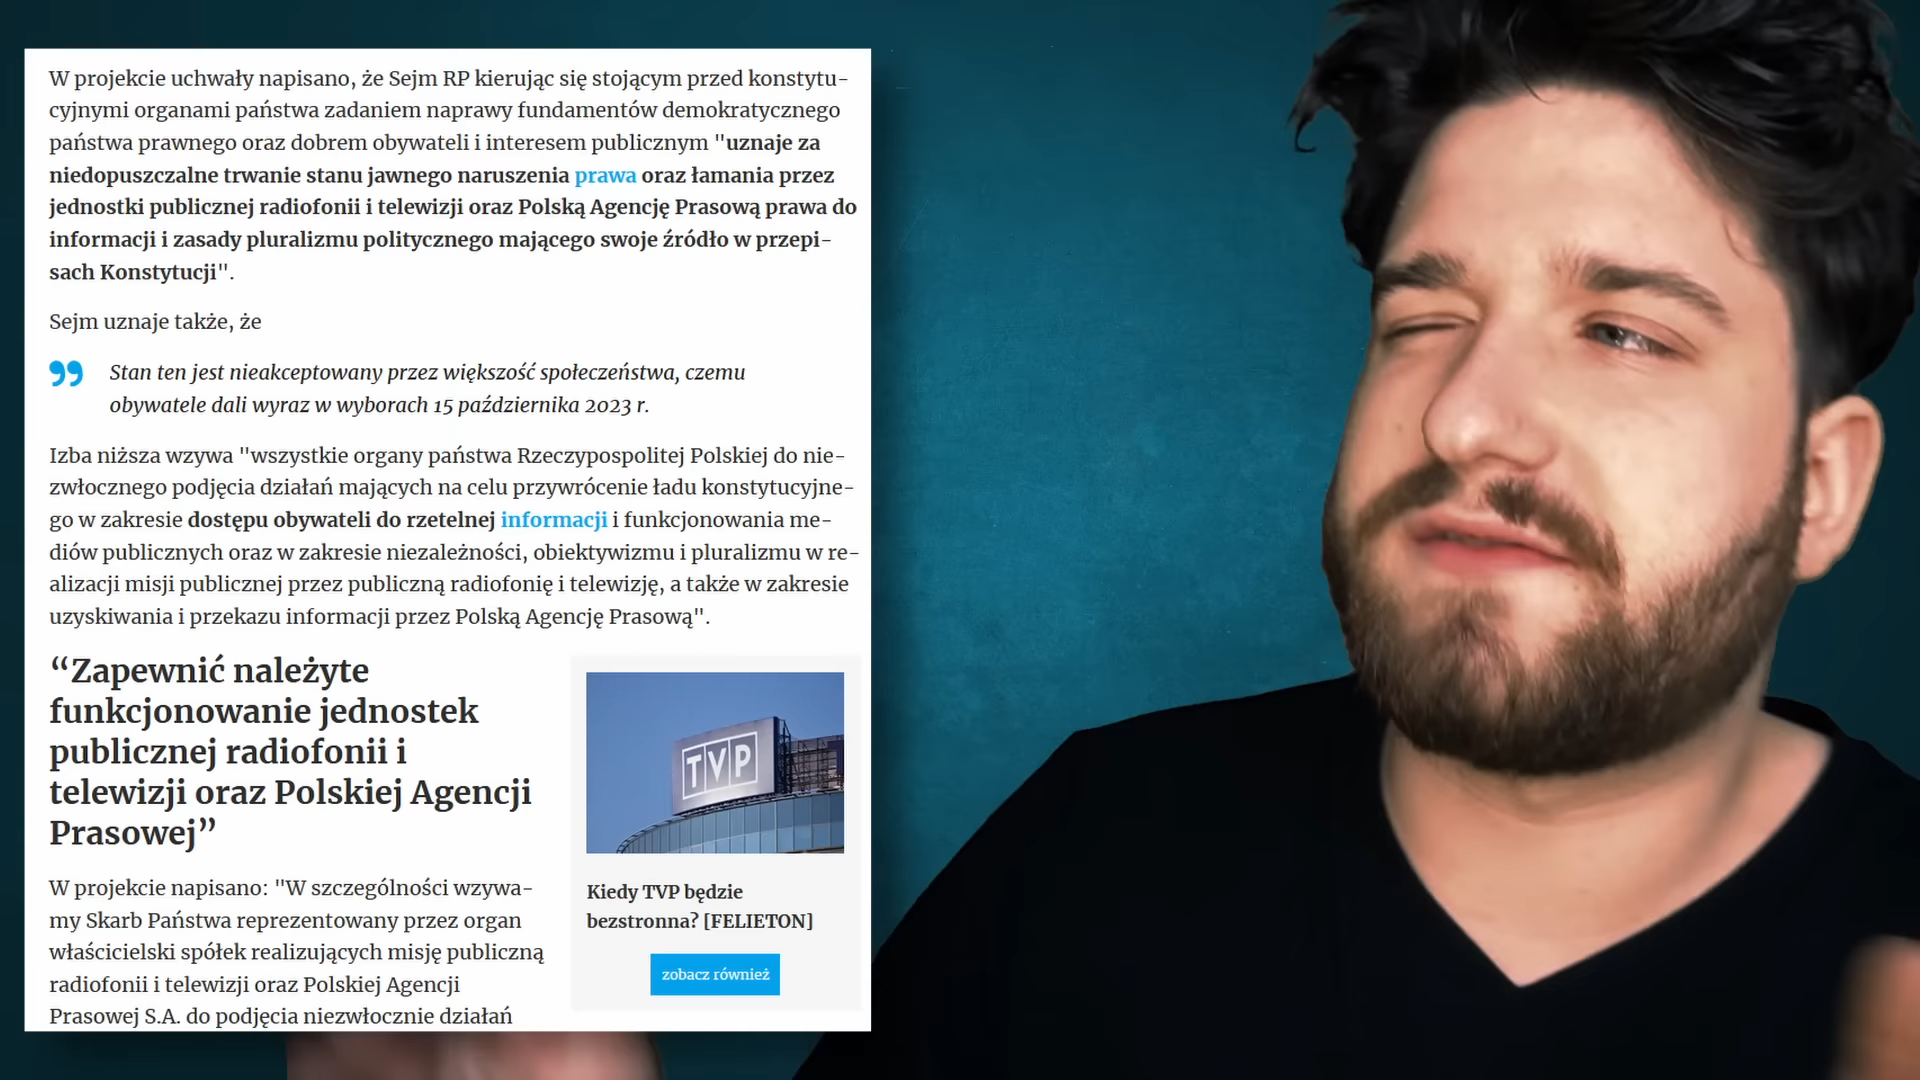 W projekcie uchwały napisano, że Sejm RP kierując się stojącym przed konstytu-
cyjnymi organami państwa zadaniem naprawy fundamentów demokratycznego
państwa prawnego oraz dobrem obywateli i interesem publicznym "uznaje za
niedopuszczalne trwanie stanu jawnego naruszenia prawa oraz łamania przez
jednostki publicznej radiofonii i telewizji oraz Polską Agencję Prasową prawa do
informacji i zasady pluralizmu politycznego mającego swoje źródło w przepi-
sach Konstytucji".
Sejm uznaje także, że
Stan ten jest nieakceptowany przez większość społeczeństwa, czemu
obywatele dali wyraz w wyborach 15 października 2023 r.
Izba niższa wzywa "wszystkie organy państwa Rzeczypospolitej Polskiej do nie-
zwłocznego podjęcia działań mających na celu przywrócenie ładu konstytucyjne-
go w zakresie dostępu obywateli do rzetelnej informacji i funkcjonowania me-
diów publicznych oraz w zakresie niezależności, obiektywizmu i pluralizmu w re-
alizacji misji publicznej przez publiczną radiofonię i telewizję, a także w zakresie
uzyskiwania i przekazu informacji przez Polską Agencję Prasową".
“Zapewnić należyte
funkcjonowanie jednostek
publicznej radiofonii i
telewizji oraz Polskiej Agencji
Prasowej”
W projekcie napisano: "W szczególności wzywa-
my Skarb Państwa reprezentowany przez organ
właścicielski spółek realizujących misję publiczną
radiofonii i telewizji oraz Polskiej Agencji
Prasowej S.A. do podjęcia niezwłocznie działań
TVP
Kiedy TVP będzie
bezstronna? [FELIETON]
zobacz również